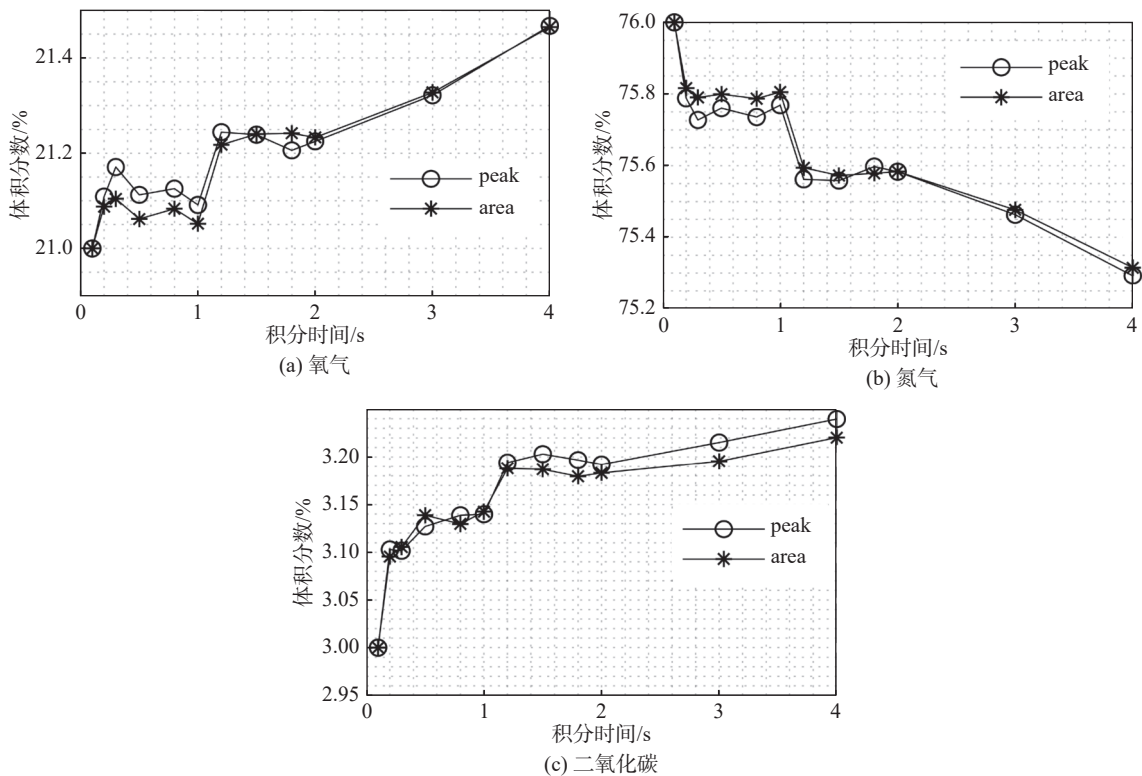 21.4
21.2
21.0
体积分数/%
peak
area
0
1
2
3
4
积分时间/s
(a) 氧气
76.0
75.8
75.6
75.4
75.2
体积分数/%
peak
area
0
1
2
3
4
积分时间/s
(b) 氮气
3.20
3.15
3.10
3.05
3.00
2.95
体积分数/%
peak
area
0
1
2
3
4
积分时间/s
(c) 二氧化碳